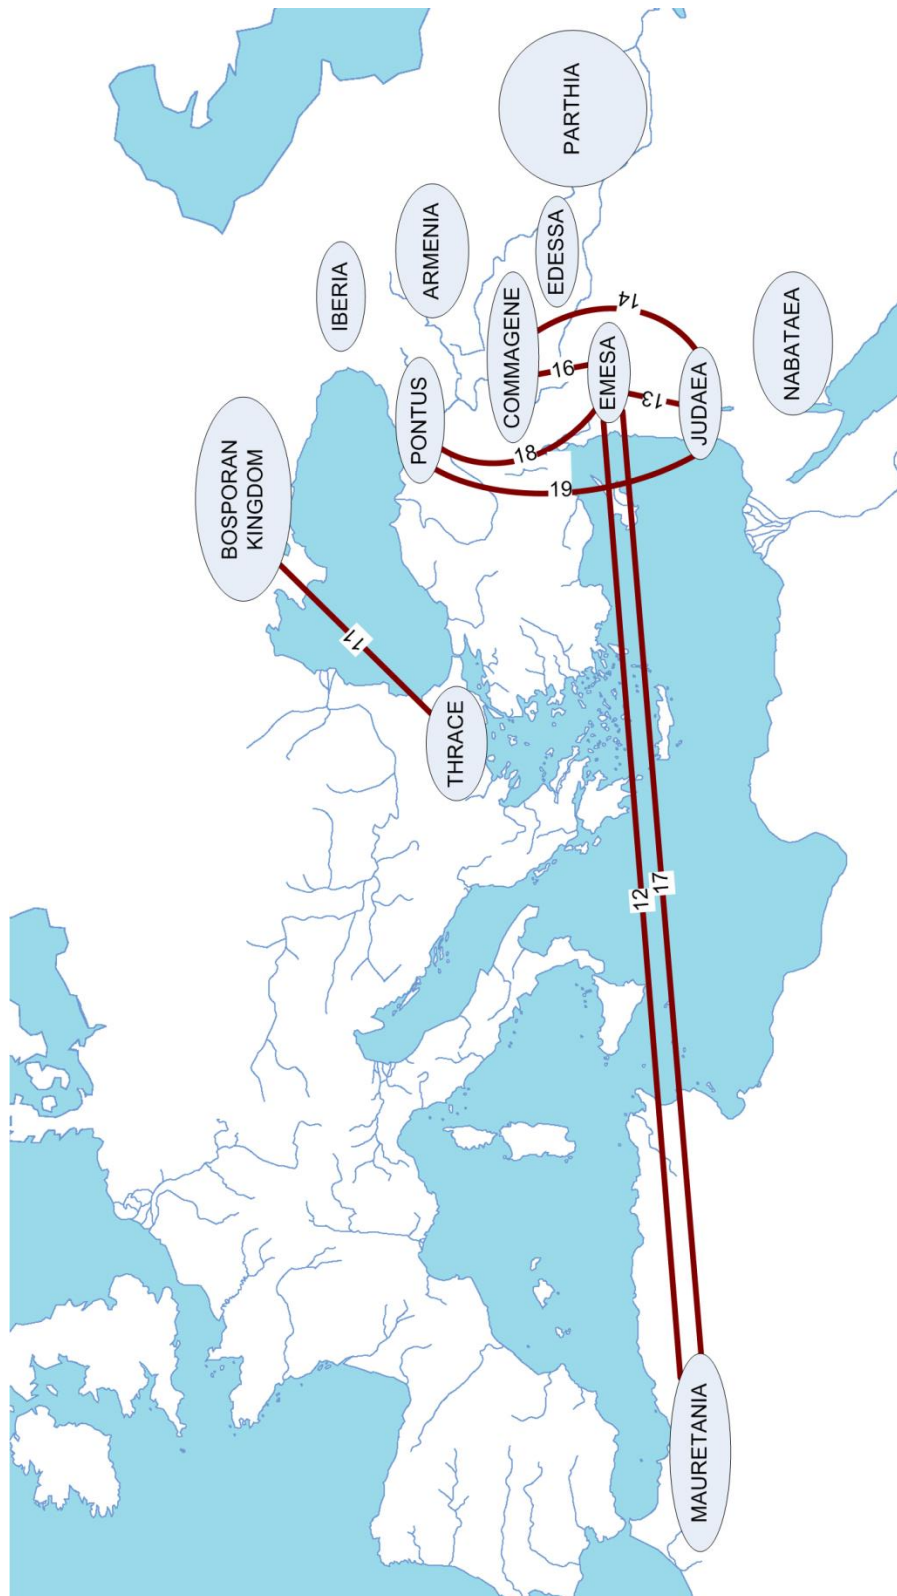 BOSPORAN
KINGDOM
IBERIA
ARMENIA
PARTHIA
PONTUS
COMMAGENE
EDESSA
THRACE
EMESA
JUDAEA
NABATAEA
MAURETANIA
11
12
13
14
16
17
18
19